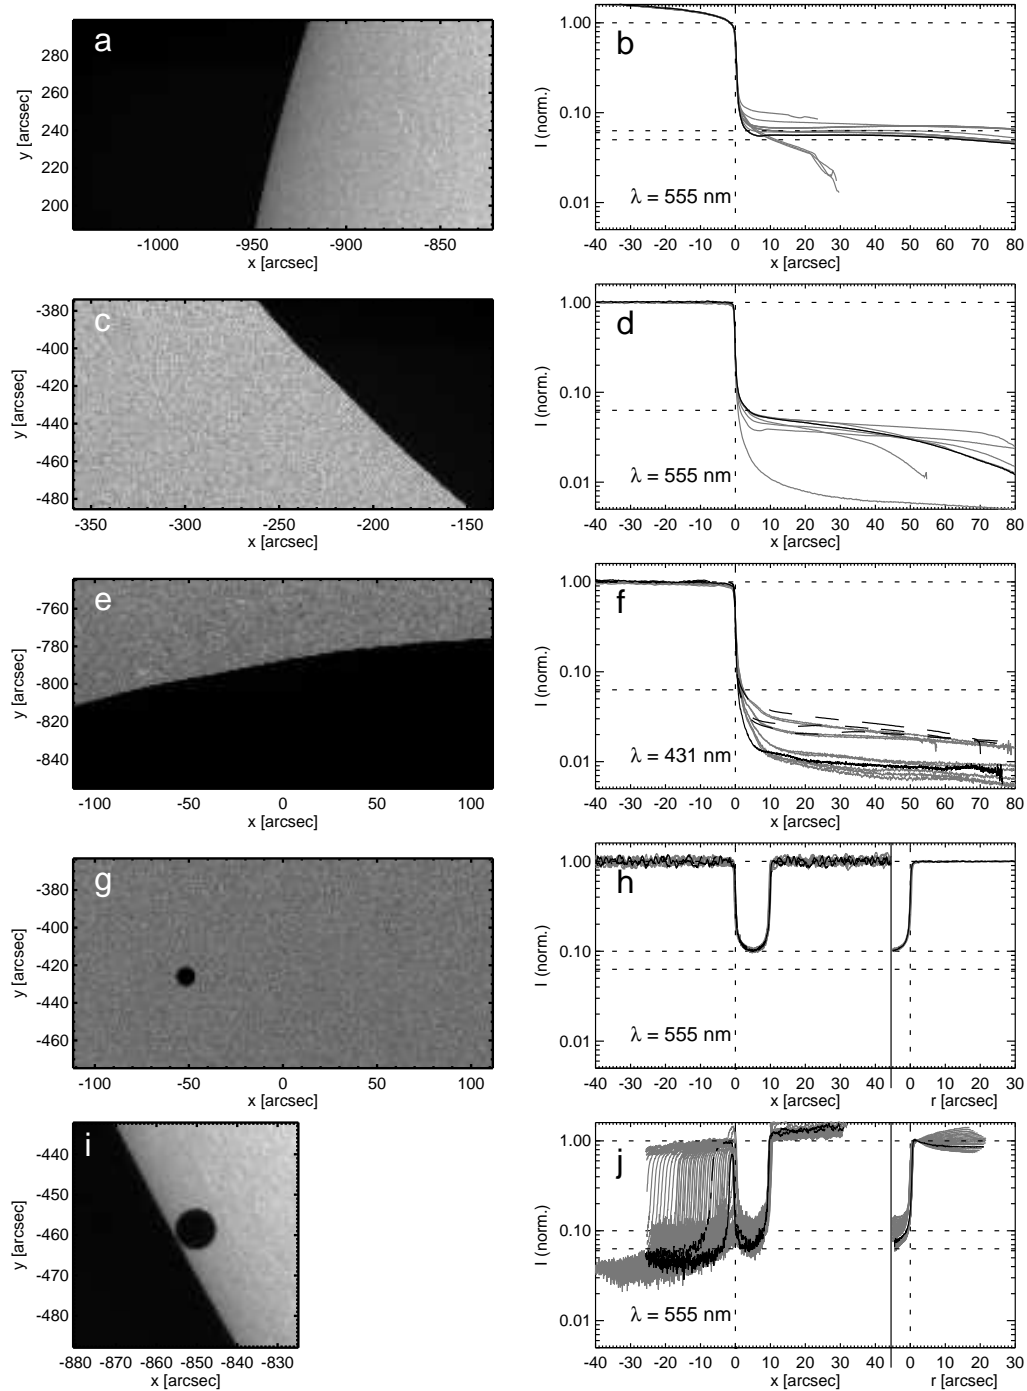 a
280
260
240
220
200
y [arcsec]
-1000 -950 -900 -850
x [arcsec]
b
1.00
0.10
0.01
I (norm.)
λ = 555 nm
-40 -30 -20 -10 0 10 20 30 40 50 60 70 80
x [arcsec]
c
-380
-400
-420
-440
-460
-480
y [arcsec]
-350 -300 -250 -200 -150
x [arcsec]
d
1.00
0.10
0.01
I (norm.)
λ = 555 nm
-40 -30 -20 -10 0 10 20 30 40 50 60 70 80
x [arcsec]
e
-760
-780
-800
-820
-840
y [arcsec]
-100 -50 0 50 100
x [arcsec]
f
1.00
0.10
0.01
I (norm.)
λ = 431 nm
-40 -30 -20 -10 0 10 20 30 40 50 60 70 80
x [arcsec]
g
-380
-400
-420
-440
-460
y [arcsec]
-100 -50 0 50 100
x [arcsec]
h
1.00
0.10
0.01
I (norm.)
λ = 555 nm
-40 -30 -20 -10 0 10 20 30 40 0 10 20 30
x [arcsec] r [arcsec]
i
-440
-450
-460
-470
-480
y [arcsec]
-880 -870 -860 -850 -840 -830
x [arcsec]
j
1.00
0.10
0.01
I (norm.)
λ = 555 nm
-40 -30 -20 -10 0 10 20 30 40 0 10 20 30
x [arcsec] r [arcsec]